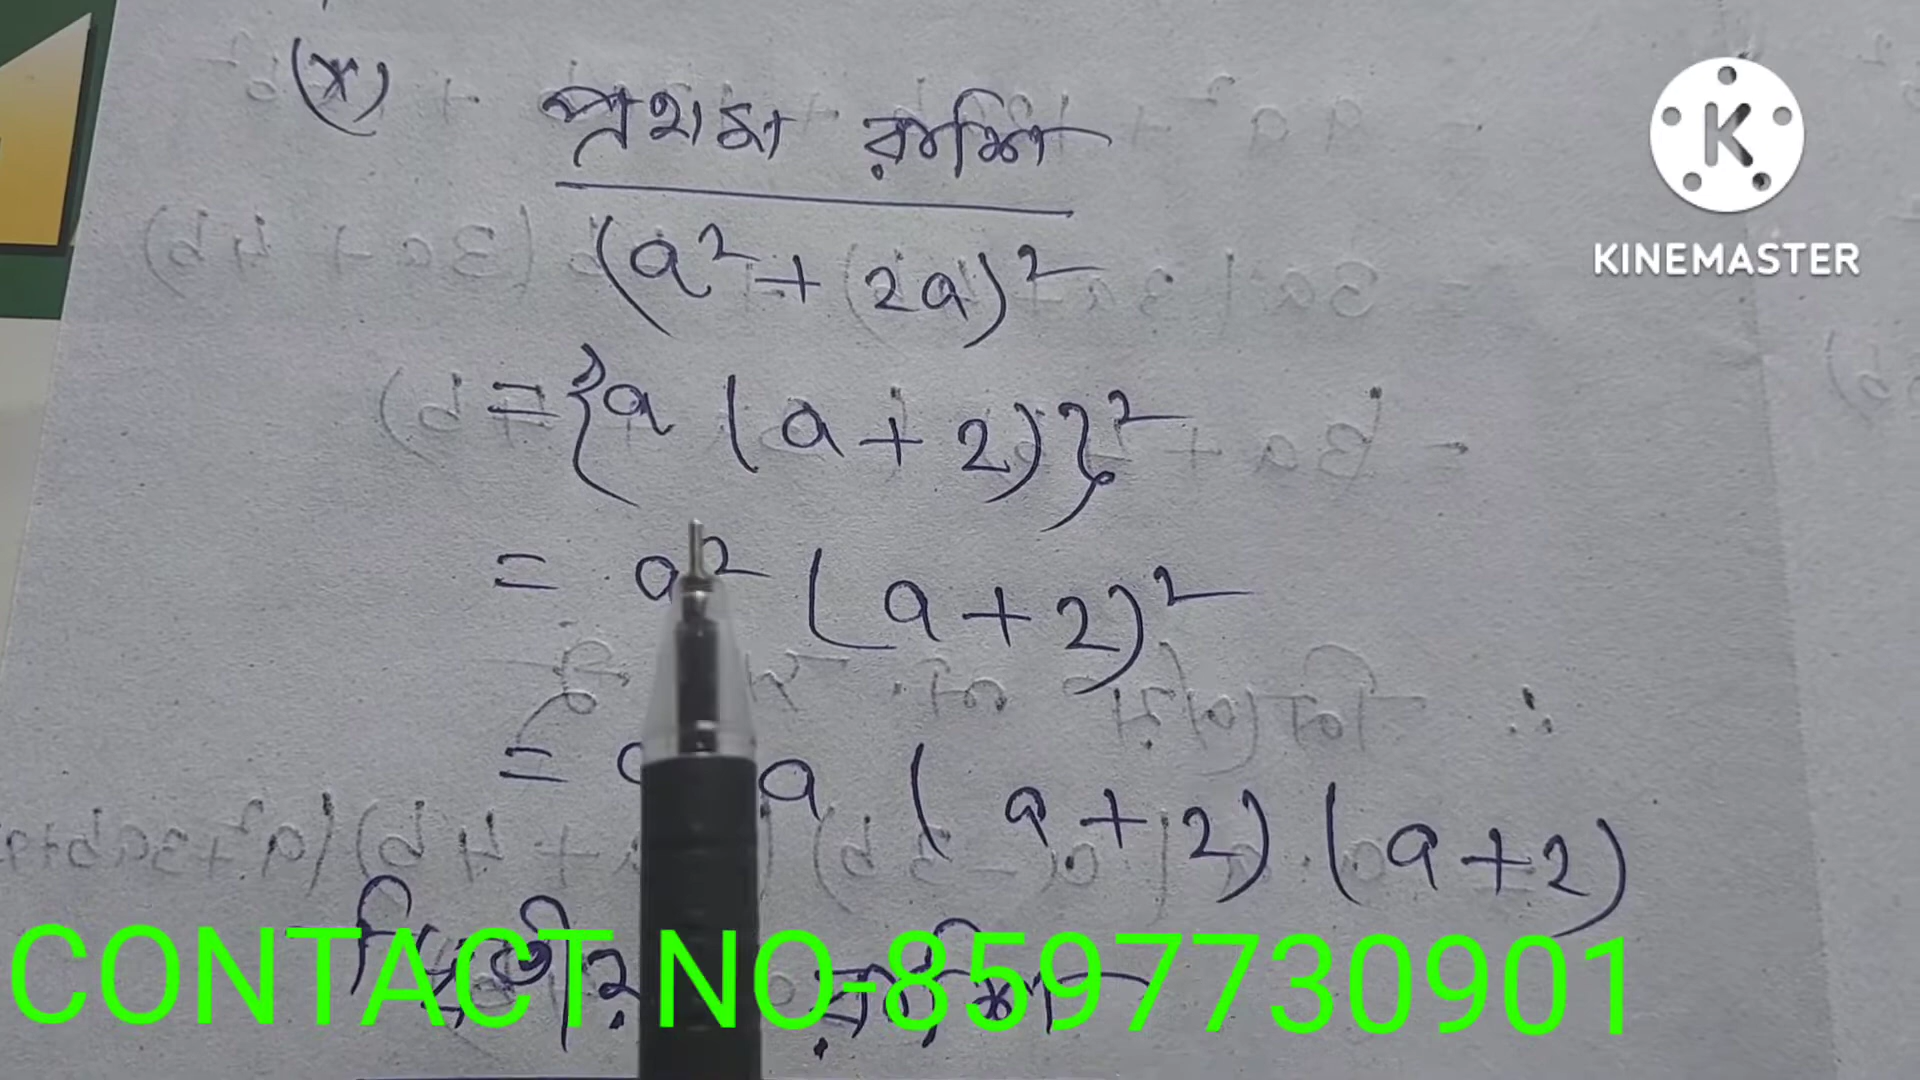 (x) প্রথম রাশি
(a² + 2a)²
= {a (a + 2)}²
= a² (a + 2)²
= a (a + 2) (a + 2)
দ্বিতীয় রাশি
CONTACT NO-8597730901
K
KINEMASTER